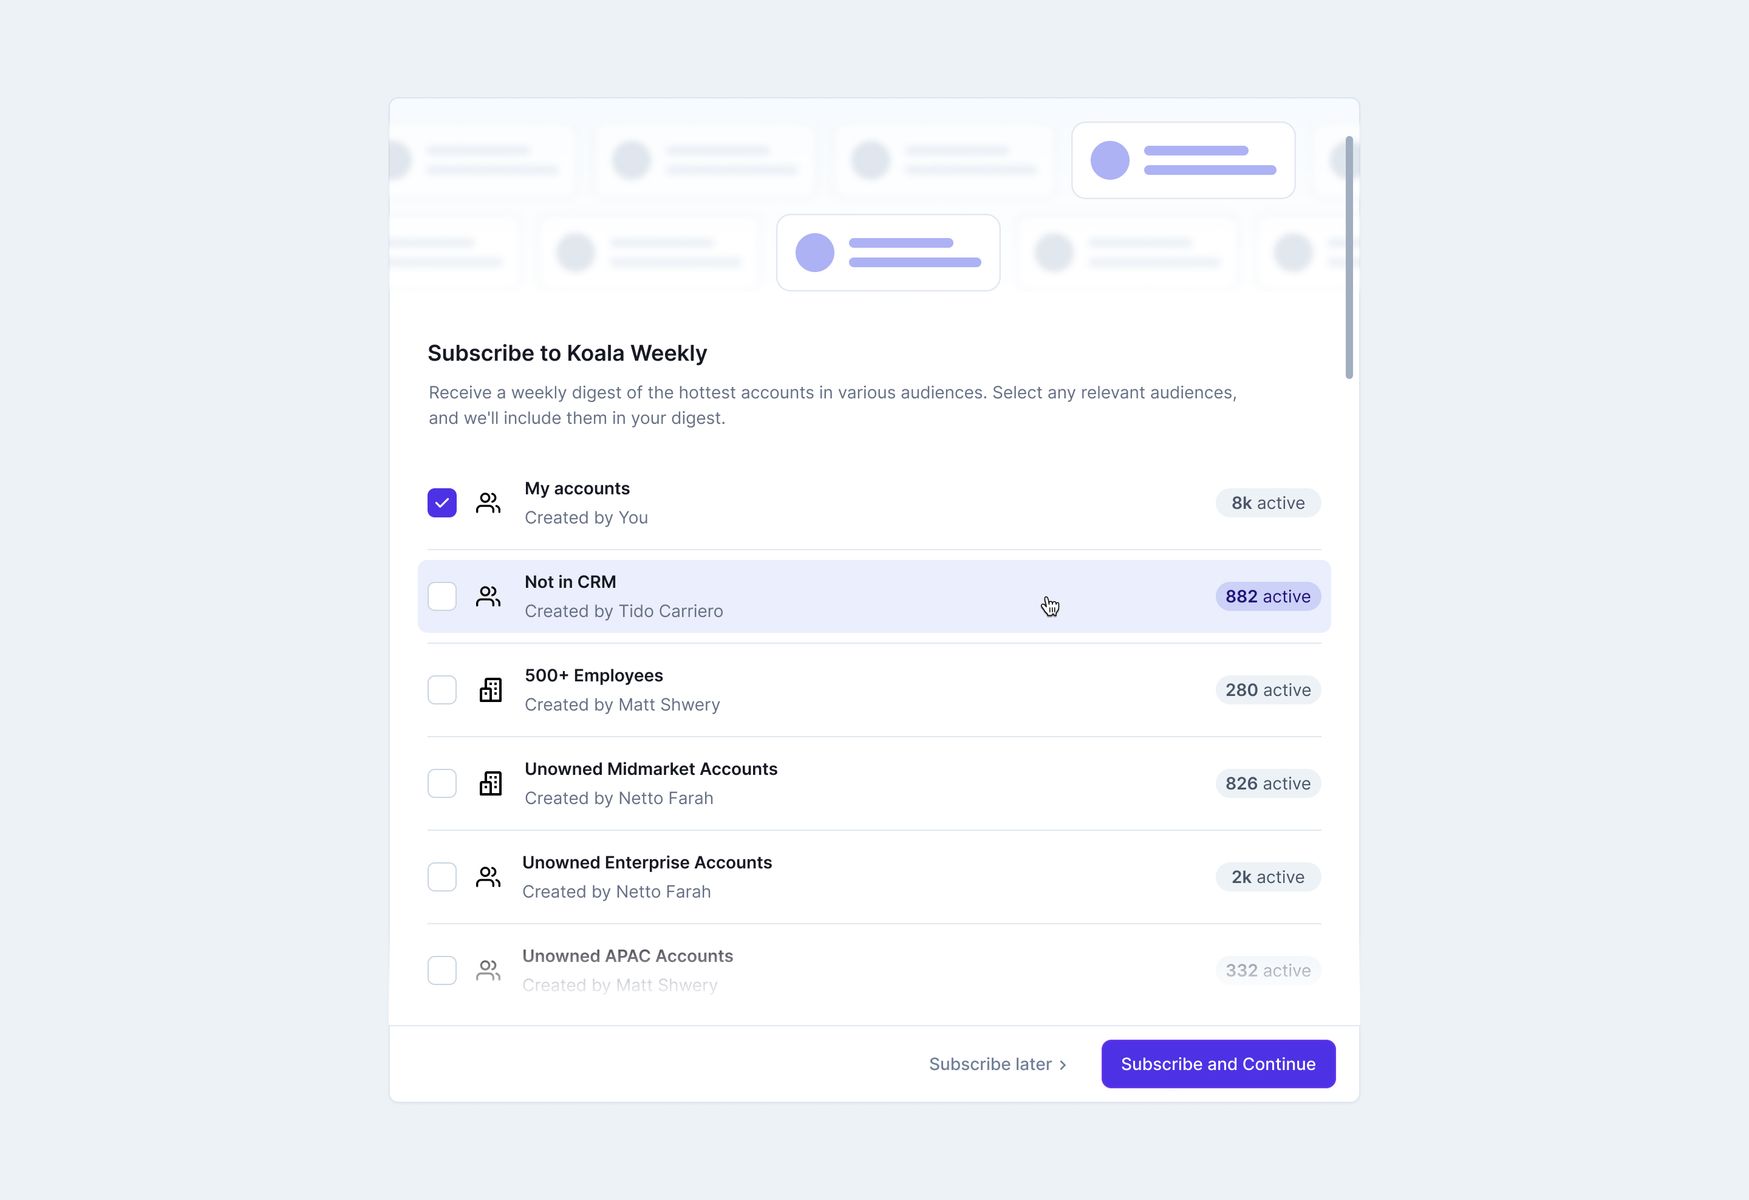 Subscribe to Koala Weekly
Receive a weekly digest of the hottest accounts in various audiences. Select any relevant audiences,
and we'll include them in your digest.
My accounts
Created by You
8k active
Not in CRM
Created by Tido Carriero
882 active
500+ Employees
Created by Matt Shwery
280 active
Unowned Midmarket Accounts
Created by Netto Farah
826 active
Unowned Enterprise Accounts
Created by Netto Farah
2k active
Unowned APAC Accounts
Created by Matt Shwery
332 active
Subscribe later
Subscribe and Continue